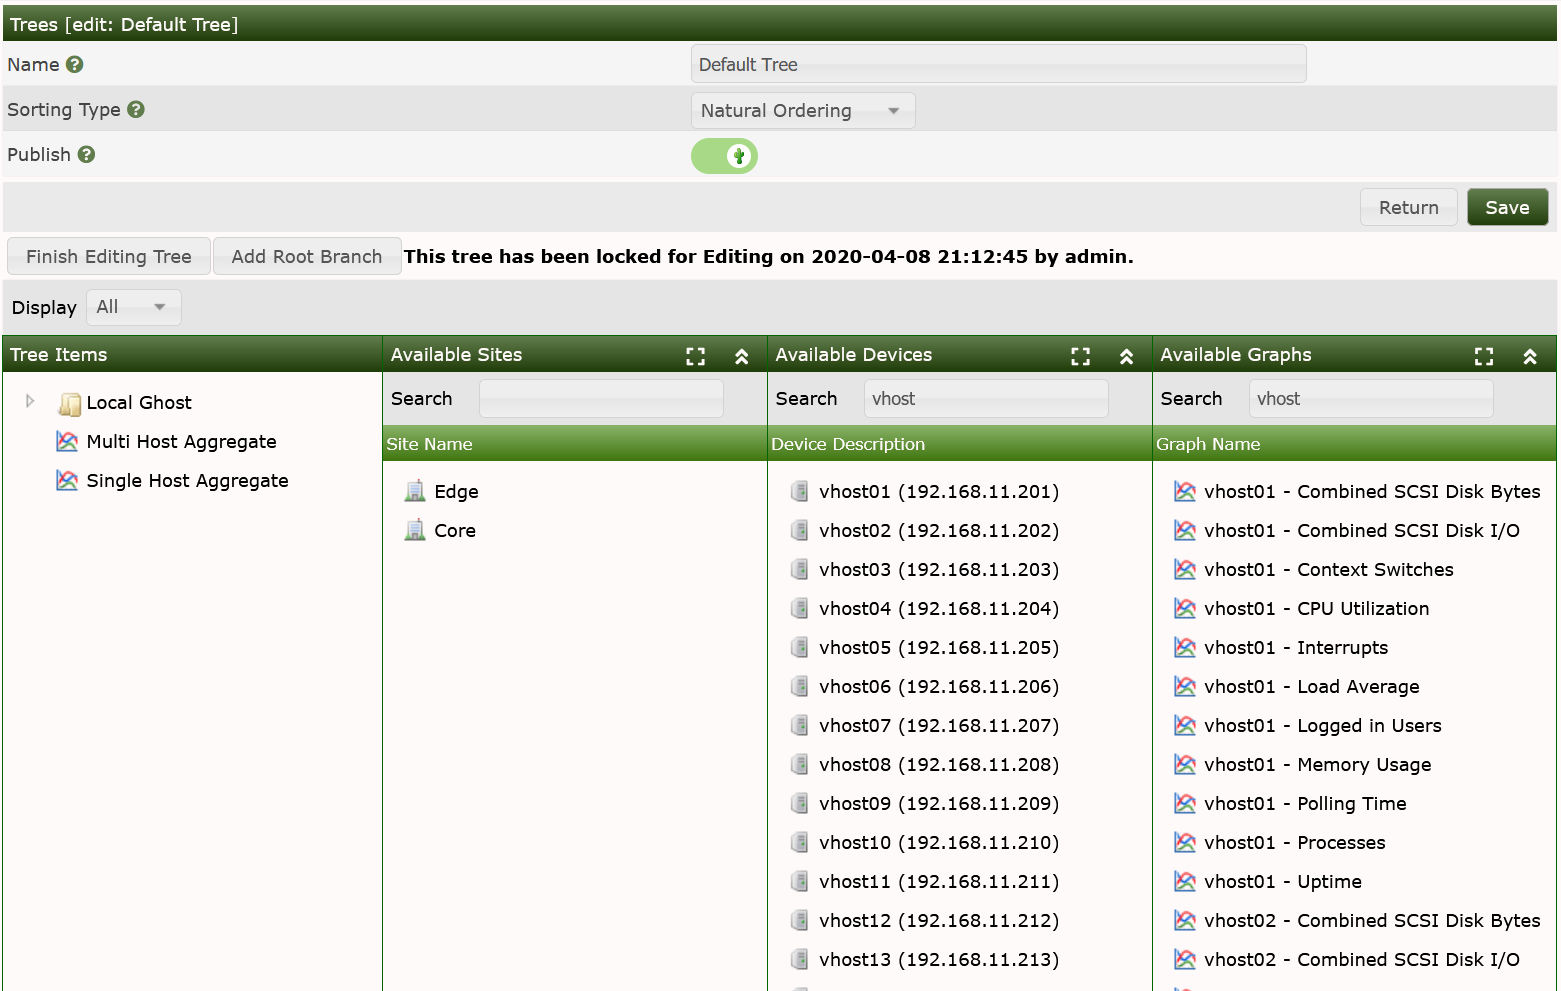 Trees [edit: Default Tree]
Name
Default Tree
Sorting Type
Natural Ordering
Publish
Return
Save
Finish Editing Tree
Add Root Branch
This tree has been locked for Editing on 2020-04-08 21:12:45 by admin.
Display
All
Tree Items
Local Ghost
Multi Host Aggregate
Single Host Aggregate
Available Sites
Search
Site Name
Edge
Core
Available Devices
Search
vhost
Device Description
vhost01 (192.168.11.201)
vhost02 (192.168.11.202)
vhost03 (192.168.11.203)
vhost04 (192.168.11.204)
vhost05 (192.168.11.205)
vhost06 (192.168.11.206)
vhost07 (192.168.11.207)
vhost08 (192.168.11.208)
vhost09 (192.168.11.209)
vhost10 (192.168.11.210)
vhost11 (192.168.11.211)
vhost12 (192.168.11.212)
vhost13 (192.168.11.213)
Available Graphs
Search
vhost
Graph Name
vhost01 - Combined SCSI Disk Bytes
vhost01 - Combined SCSI Disk I/O
vhost01 - Context Switches
vhost01 - CPU Utilization
vhost01 - Interrupts
vhost01 - Load Average
vhost01 - Logged in Users
vhost01 - Memory Usage
vhost01 - Polling Time
vhost01 - Processes
vhost01 - Uptime
vhost02 - Combined SCSI Disk Bytes
vhost02 - Combined SCSI Disk I/O